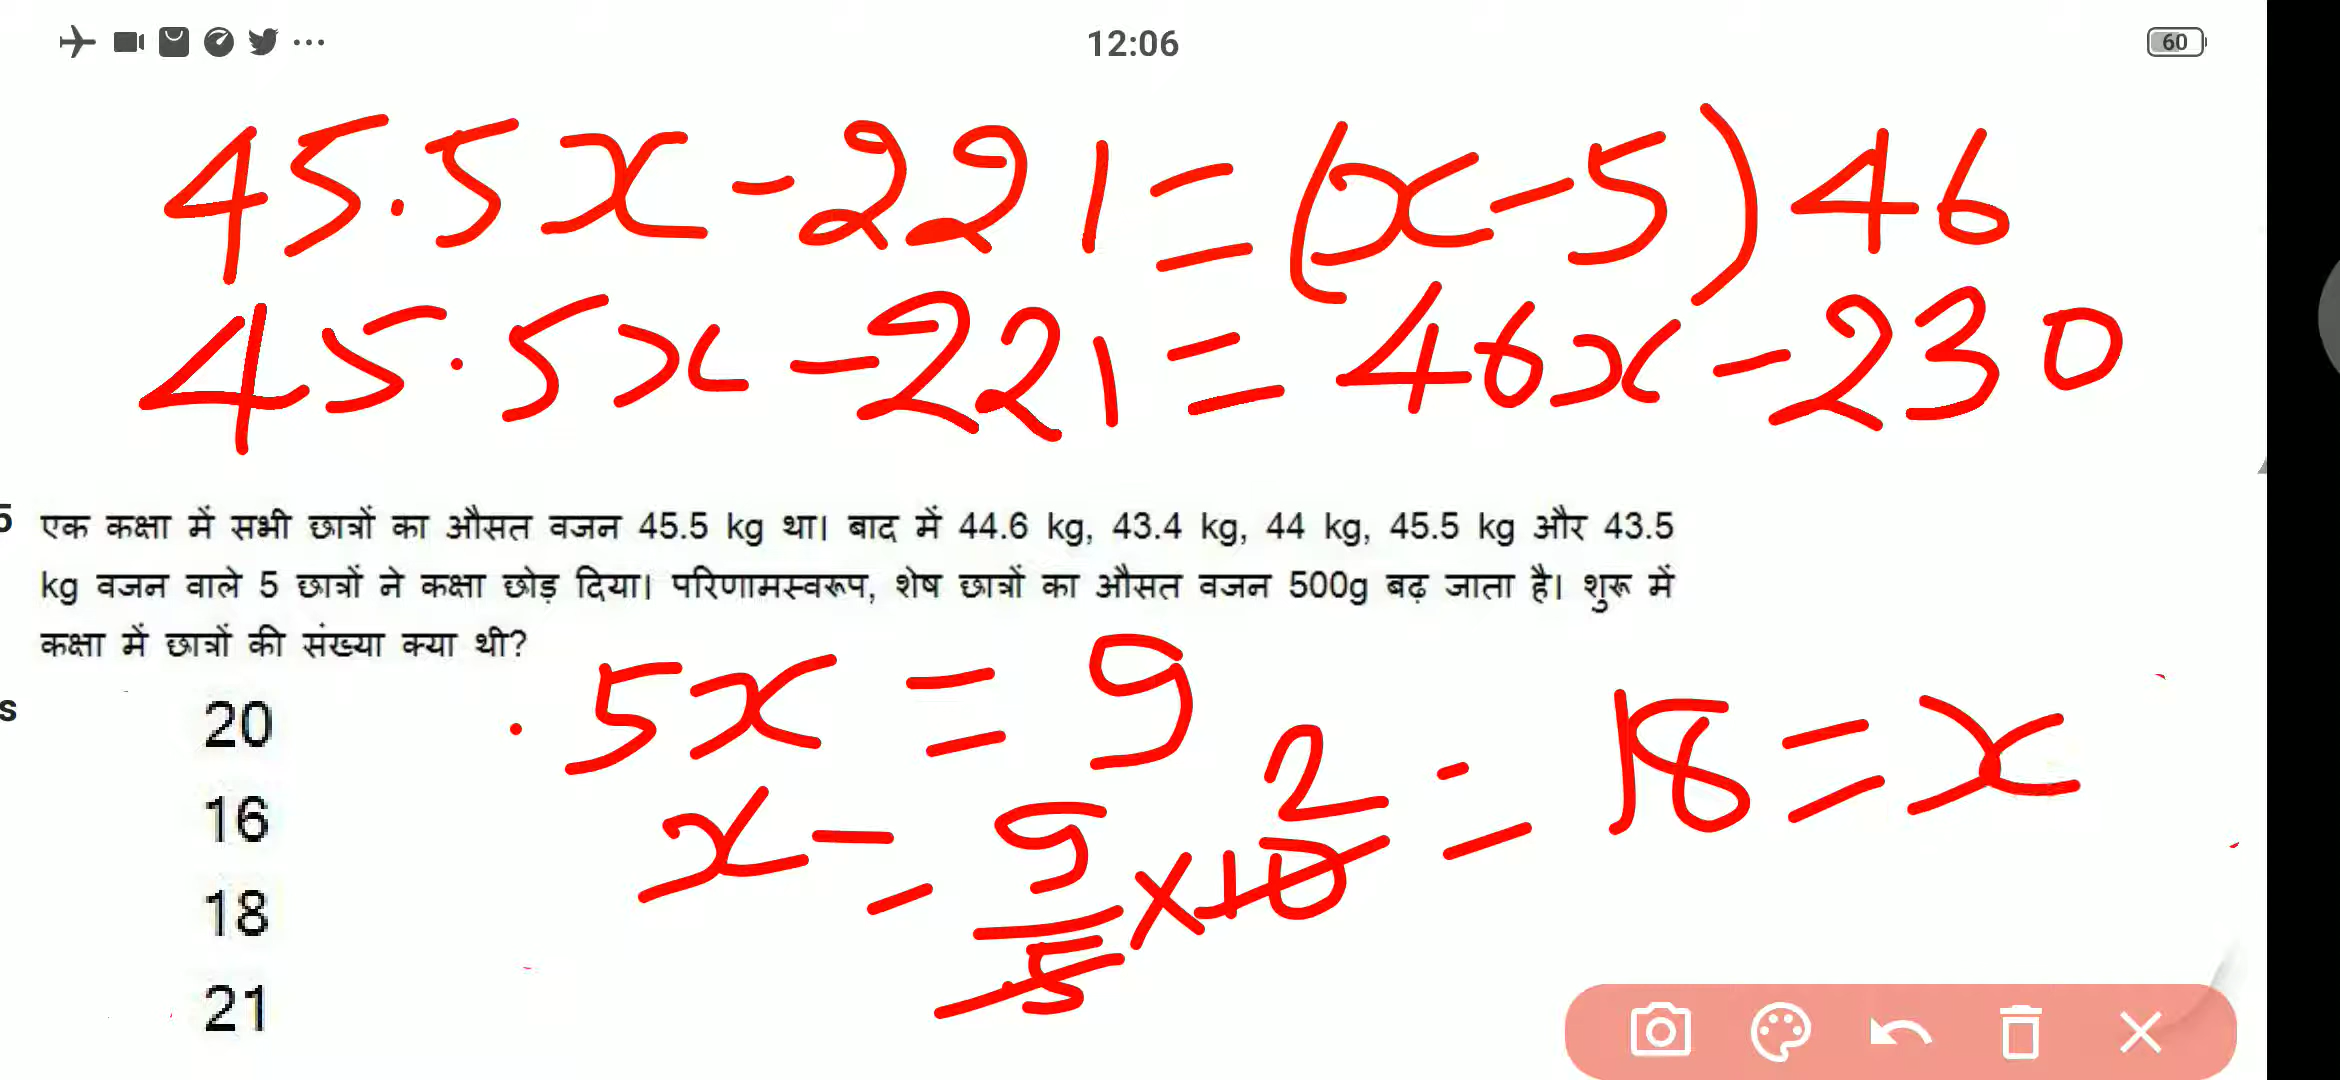 12:06
60
45.5x-221=(x-5)46
45.5x-221=46x-230
5 एक कक्षा में सभी छात्रों का औसत वजन 45.5 kg था। बाद में 44.6 kg, 43.4 kg, 44 kg, 45.5 kg और 43.5
kg वजन वाले 5 छात्रों ने कक्षा छोड़ दिया। परिणामस्वरूप, शेष छात्रों का औसत वजन 500g बढ़ जाता है। शुरू में
कक्षा में छात्रों की संख्या क्या थी?
.5x=9
s
20
x=9/.5×10 2=18=x
16
18
21